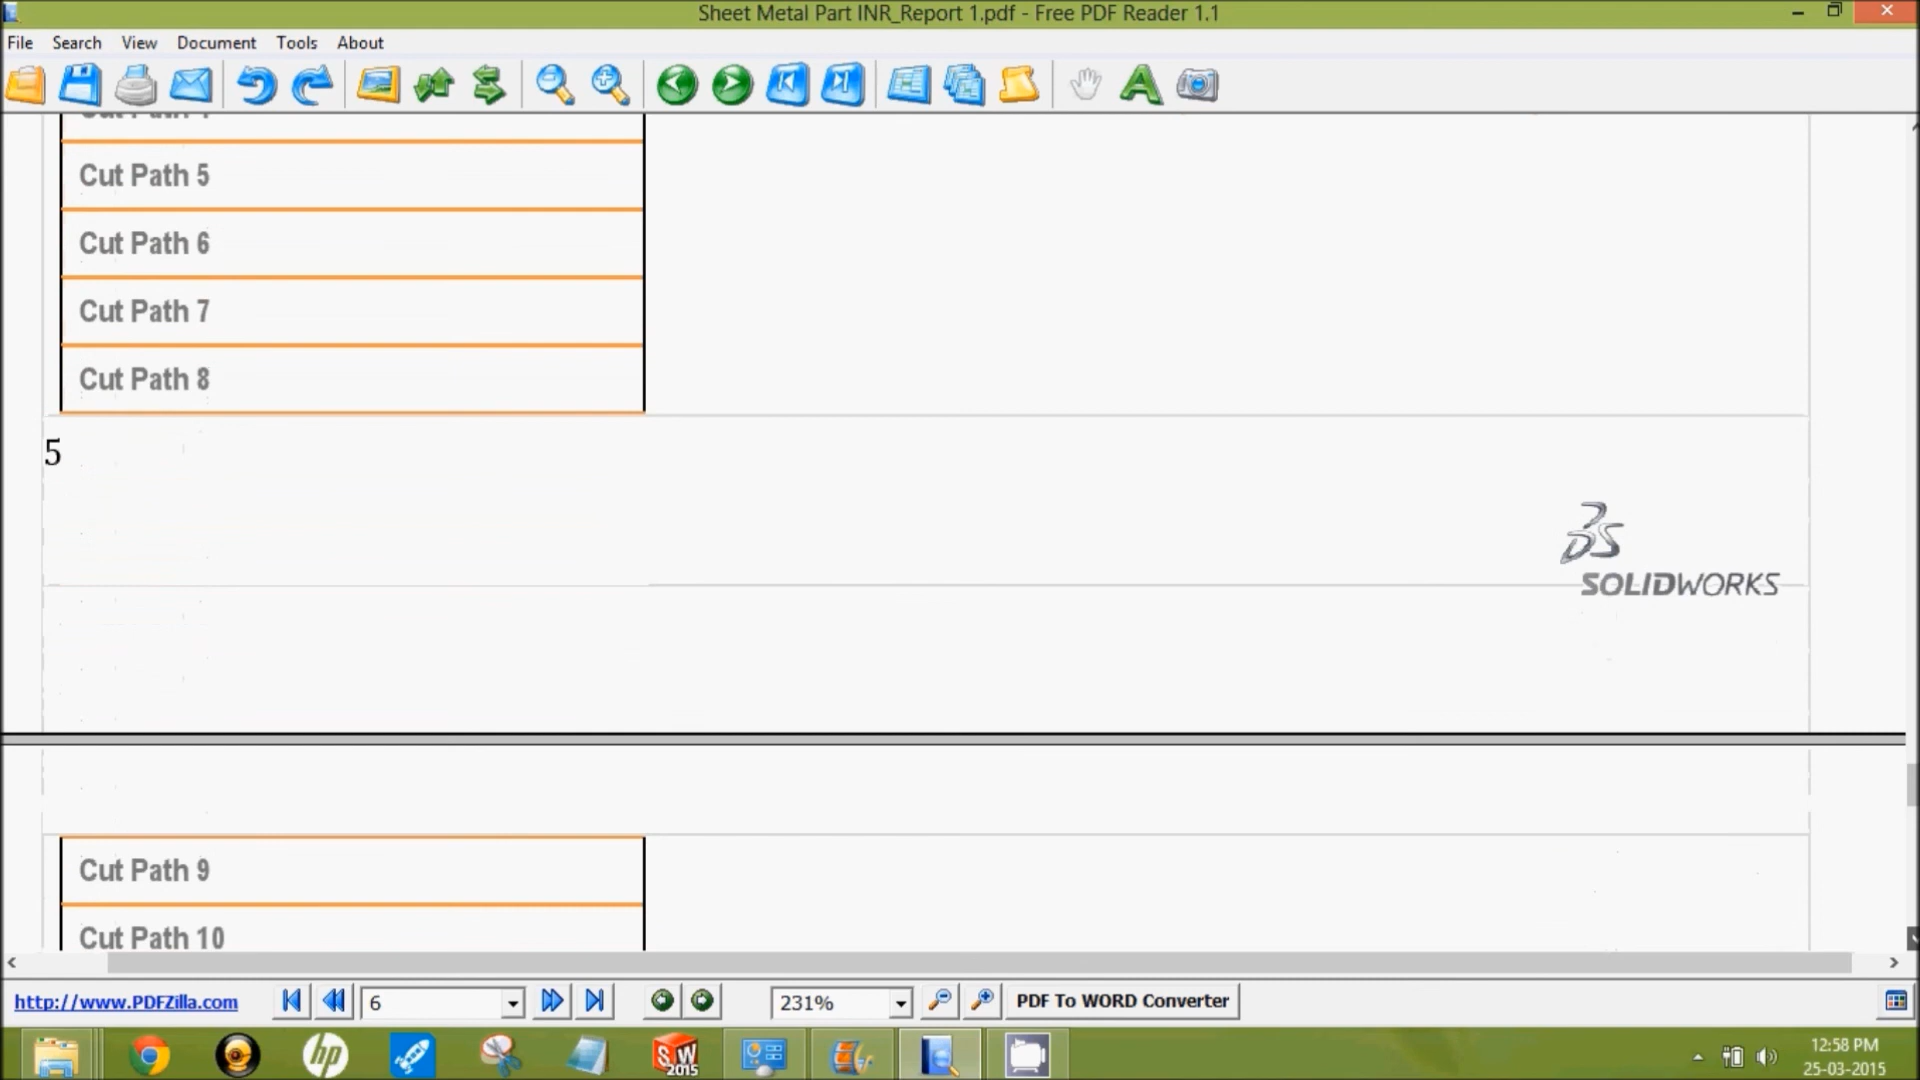 Sheet Metal Part INR_Report 1.pdf - Free PDF Reader 1.1
File Search View Document Tools About
Cut Path 5
Cut Path 6
Cut Path 7
Cut Path 8
5
SOLIDWORKS
Cut Path 9
Cut Path 10
http://www.PDFZilla.com
6
231%
PDF To WORD Converter
hp
SW
2015
12:58 PM
25-03-2015